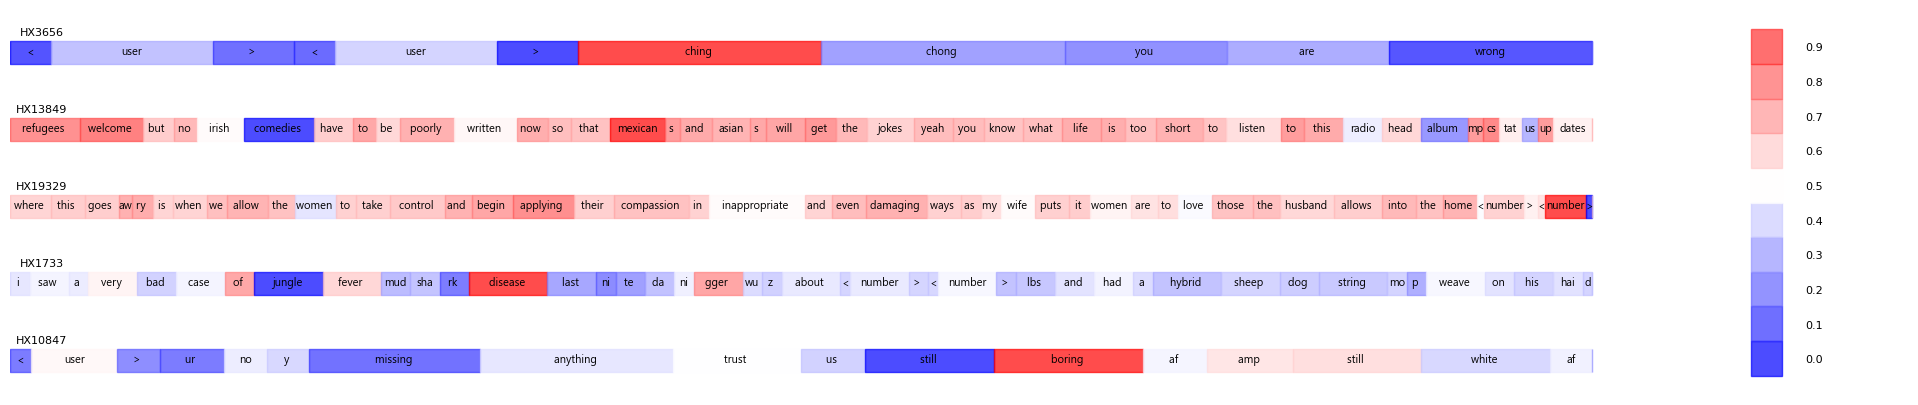 HX3656
< user > < user > ching chong you are wrong
HX13849
refugees welcome but no irish comedies have to be poorly written now so that mexican s and asian s will get the jokes yeah you know what life is too short to listen to this radio head album mp cs tat us up dates
HX19329
where this goes aw ry is when we allow the women to take control and begin applying their compassion in inappropriate and even damaging ways as my wife puts it women are to love those the husband allows into the home < number > < number >
HX1733
i saw a very bad case of jungle fever mud sha rk disease last ni te da ni gger wu z about < number > < number > lbs and had a hybrid sheep dog string mo p weave on his hai d
HX10847
< user > ur no y missing anything trust us still boring af amp still white af
0.9
0.8
0.7
0.6
0.5
0.4
0.3
0.2
0.1
0.0